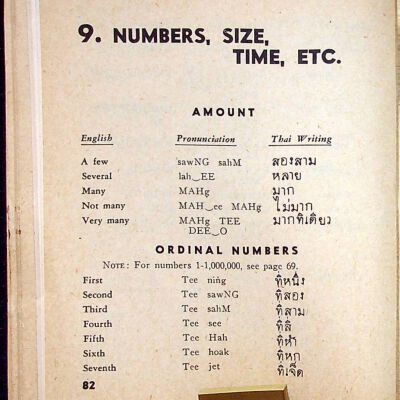 9. NUMBERS, SIZE,
TIME, ETC.
AMOUNT
English Pronunciation Thai Writing
A few sawNG sahM สองสาม
Several lah‿EE หลาย
Many MAHg มาก
Not many MAH‿ee MAHg ไม่มาก
Very many MAHg TEE มากทีเดียว
DEE‿O
ORDINAL NUMBERS
NOTE: For numbers 1-1,000,000, see page 69.
First Tee ning ที่หนึ่ง
Second Tee sawNG ที่สอง
Third Tee sahM ที่สาม
Fourth Tee see ที่สี่
Fifth Tee Hah ที่ห้า
Sixth Tee hoak ที่หก
Seventh Tee jet ที่เจ็ด
82